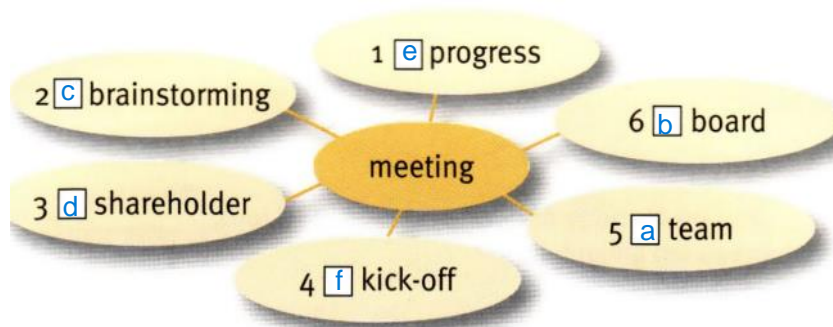 1 e progress
2 c brainstorming
6 b board
meeting
3 d shareholder
5 a team
4 f kick-off